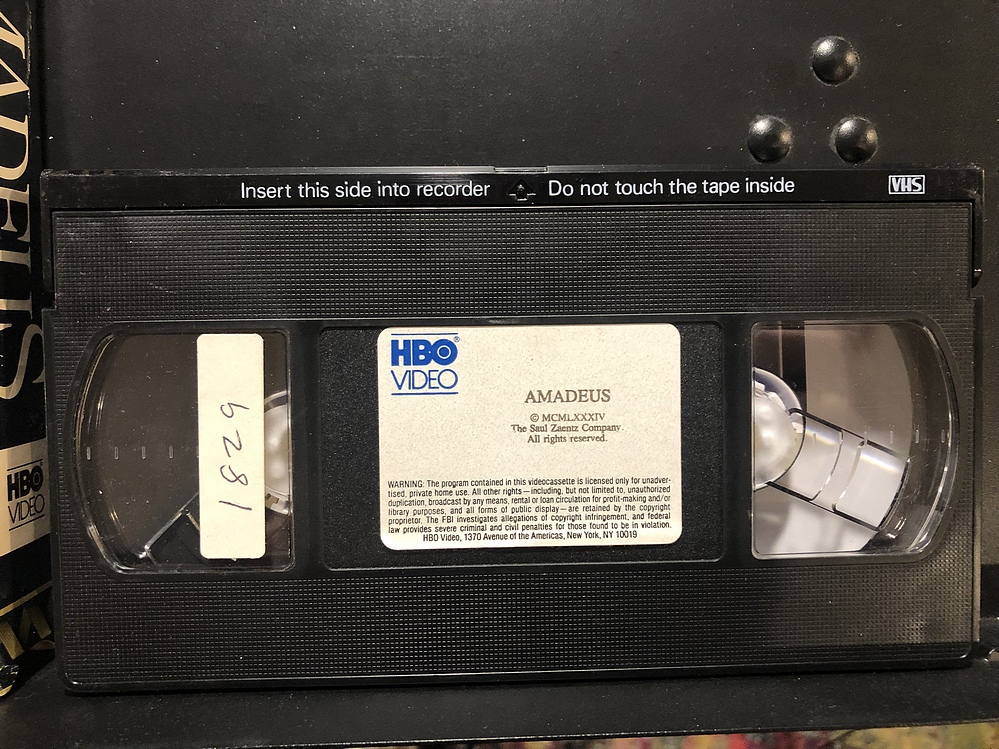 Insert this side into recorder Do not touch the tape inside VHS
HBO®
VIDEO
AMADEUS
© MCMLXXXIV
The Saul Zaentz Company.
All rights reserved.
WARNING: The program contained in this videocassette is licensed only for unadver-
tised, private home use. All other rights—including, but not limited to, unauthorized
duplication, broadcast by any means, rental or loan circulation for profit-making and/or
library purposes, and all forms of public display—are retained by the copyright
proprietor. The FBI investigates allegations of copyright infringement, and federal
law provides severe criminal and civil penalties for those found to be in violation.
HBO Video, 1370 Avenue of the Americas, New York, NY 10019
1829
HBO
VIDEO